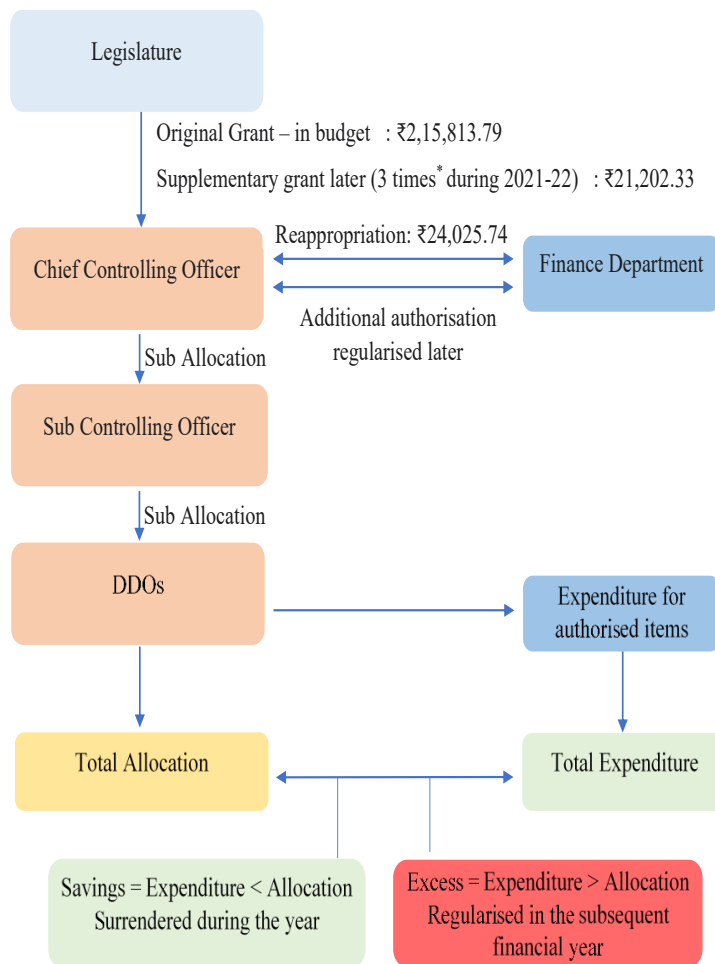 Legislature
Original Grant – in budget : ₹2,15,813.79
Supplementary grant later (3 times* during 2021-22) : ₹21,202.33
Reappropriation: ₹24,025.74
Chief Controlling Officer
Finance Department
Additional authorisation
regularised later
Sub Allocation
Sub Controlling Officer
Sub Allocation
DDOs
Expenditure for
authorised items
Total Allocation
Total Expenditure
Savings = Expenditure < Allocation
Surrendered during the year
Excess = Expenditure > Allocation
Regularised in the subsequent
financial year